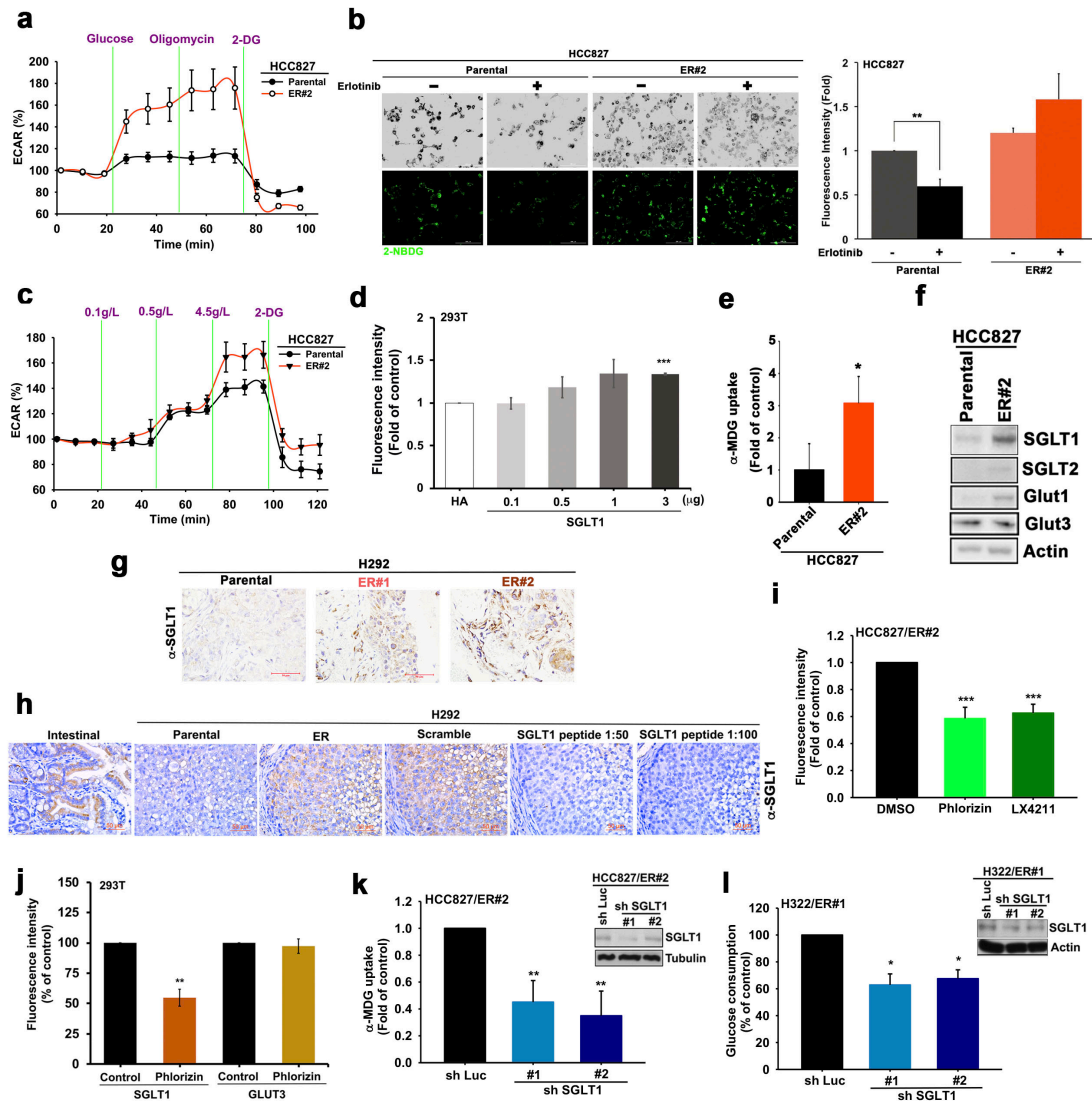 a
Glucose Oligomycin 2-DG
HCC827
Parental
ER#2
ECAR (%)
200
180
160
140
120
100
80
60
0 20 40 60 80 100
Time (min)
b
HCC827
Parental ER#2
Erlotinib − + − +
2-NBDG
HCC827
Fluorescence Intensity (Fold)
2
1.5
1
0.5
0
**
Erlotinib - + - +
Parental ER#2
c
0.1g/L 0.5g/L 4.5g/L 2-DG
HCC827
Parental
ER#2
ECAR (%)
180
160
140
120
100
80
60
0 20 40 60 80 100 120
Time (min)
d
293T
Fluorescence intensity
(Fold of control)
2
1.5
1
0.5
0
***
HA 0.1 0.5 1 3 (μg)
SGLT1
e
α-MDG uptake
(Fold of control)
6
5
4
3
2
1
0
*
Parental ER#2
HCC827
f
HCC827
Parental ER#2
SGLT1
SGLT2
Glut1
Glut3
Actin
g
H292
Parental ER#1 ER#2
α-SGLT1
h
H292
Intestinal Parental ER Scramble SGLT1 peptide 1:50 SGLT1 peptide 1:100
α-SGLT1
i
HCC827/ER#2
Fluorescence intensity
(Fold of control)
1.2
1.0
0.8
0.6
0.4
0.2
0.0
*** ***
DMSO Phlorizin LX4211
j
293T
Fluorescence intensity
(% of control)
150
125
100
75
50
25
0
**
Control Phlorizin Control Phlorizin
SGLT1 GLUT3
k
HCC827/ER#2
α-MDG uptake
(Fold of control)
1.2
1.0
0.8
0.6
0.4
0.2
0.0
** **
sh Luc #1 #2
sh SGLT1
HCC827/ER#2
sh Luc
sh SGLT1
#1 #2
SGLT1
Tubulin
l
H322/ER#1
Glucose consumption
(% of control)
120
100
80
60
40
20
0
* *
sh Luc #1 #2
sh SGLT1
H322/ER#1
sh Luc
sh SGLT1
#1 #2
SGLT1
Actin